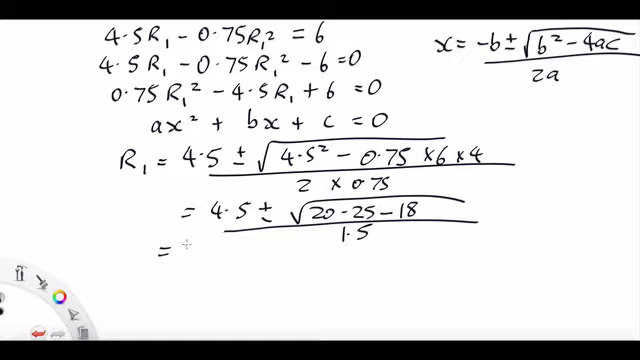 4.5R₁ - 0.75R₁² = 6
4.5R₁ - 0.75R₁² - 6 = 0
0.75R₁² - 4.5R₁ + 6 = 0
ax² + bx + c = 0
R₁ = 4.5 ± √(4.5² - 0.75 × 6 × 4)
2 × 0.75
= 4.5 ± √(20.25 - 18)
1.5
=
x = -b ± √(b² - 4ac)
2a